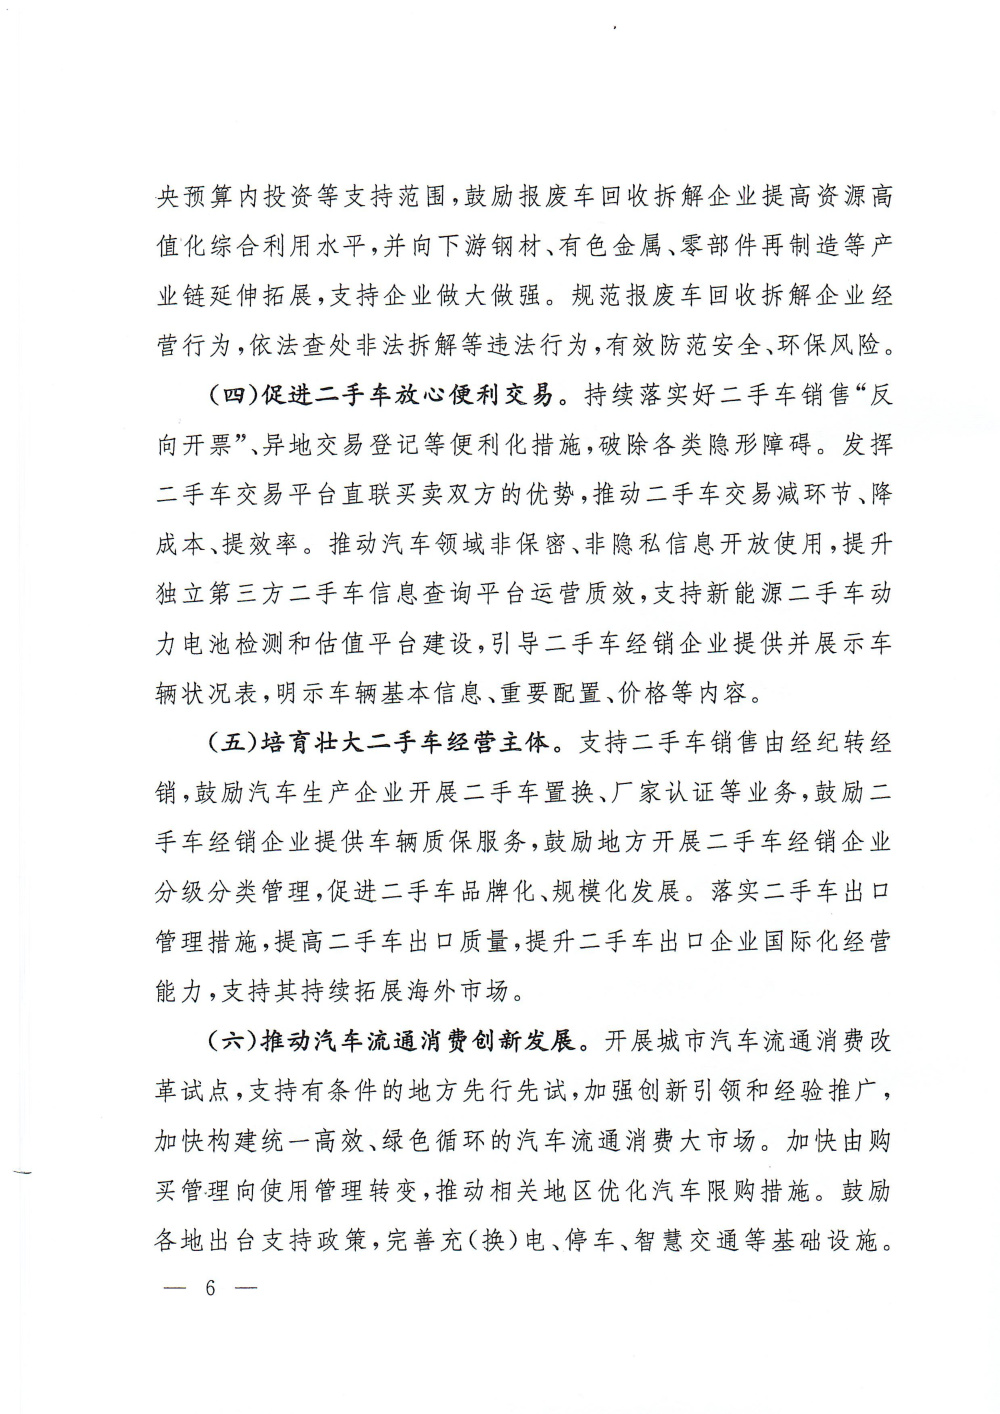 央预算内投资等支持范围,鼓励报废车回收拆解企业提高资源高
值化综合利用水平,并向下游钢材、有色金属、零部件再制造等产
业链延伸拓展,支持企业做大做强。规范报废车回收拆解企业经
营行为,依法查处非法拆解等违法行为,有效防范安全、环保风险。
(四)促进二手车放心便利交易。持续落实好二手车销售“反
向开票”、异地交易登记等便利化措施,破除各类隐形障碍。发挥
二手车交易平台直联买卖双方的优势,推动二手车交易减环节、降
成本、提效率。推动汽车领域非保密、非隐私信息开放使用,提升
独立第三方二手车信息查询平台运营质效,支持新能源二手车动
力电池检测和估值平台建设,引导二手车经销企业提供并展示车
辆状况表,明示车辆基本信息、重要配置、价格等内容。
(五)培育壮大二手车经营主体。支持二手车销售由经纪转经
销,鼓励汽车生产企业开展二手车置换、厂家认证等业务,鼓励二
手车经销企业提供车辆质保服务,鼓励地方开展二手车经销企业
分级分类管理,促进二手车品牌化、规模化发展。落实二手车出口
管理措施,提高二手车出口质量,提升二手车出口企业国际化经营
能力,支持其持续拓展海外市场。
(六)推动汽车流通消费创新发展。开展城市汽车流通消费改
革试点,支持有条件的地方先行先试,加强创新引领和经验推广,
加快构建统一高效、绿色循环的汽车流通消费大市场。加快由购
买管理向使用管理转变,推动相关地区优化汽车限购措施。鼓励
各地出台支持政策,完善充(换)电、停车、智慧交通等基础设施。
— 6 —